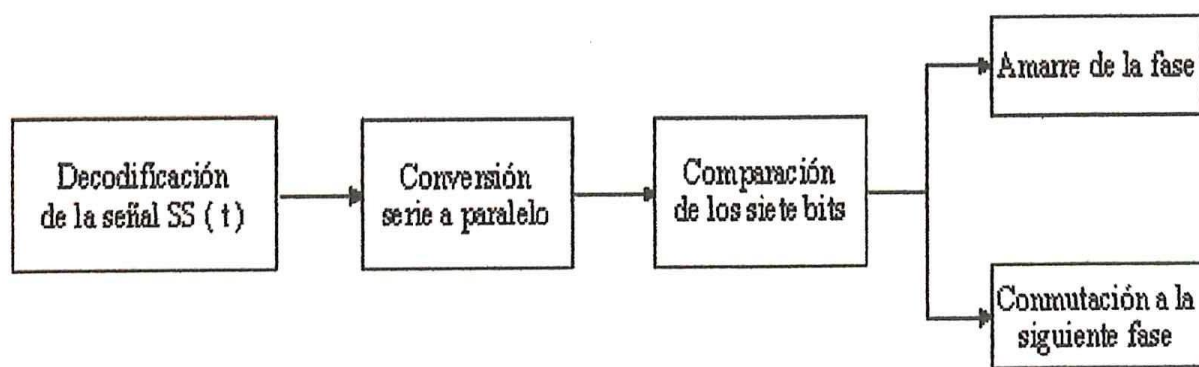 Decodificación
de la señal SS ( t )
Conversión
serie a paralelo
Comparación
de los siete bits
Amarre de la fase
Conmutación a la
siguiente fase